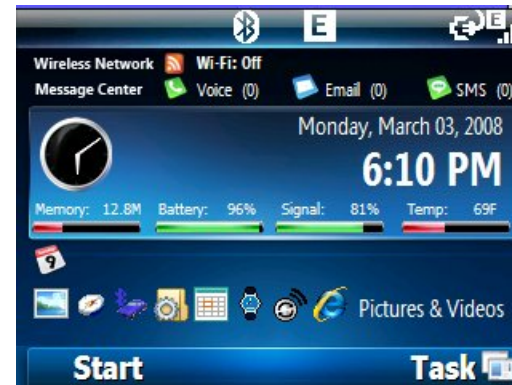 E
E
Wireless Network Wi-Fi: Off
Message Center Voice (0) Email (0) SMS (0)
Monday, March 03, 2008
6:10 PM
Memory: 12.8M Battery: 96% Signal: 81% Temp: 69F
9
Pictures & Videos
Start Task